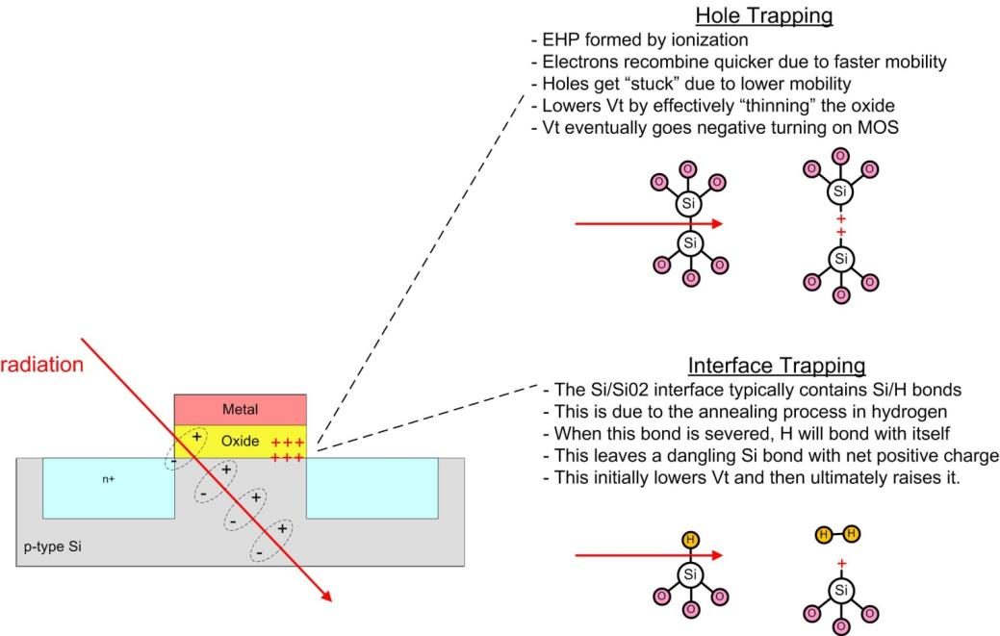 Hole Trapping
- EHP formed by ionization
- Electrons recombine quicker due to faster mobility
- Holes get “stuck” due to lower mobility
- Lowers Vt by effectively “thinning” the oxide
- Vt eventually goes negative turning on MOS
O O O O O O
Si Si
+
+
Si Si
O O O O O O
radiation
Metal
Oxide
+++
+++
n+
p-type Si
+ -
+ -
+ -
+ -
Interface Trapping
- The Si/Si02 interface typically contains Si/H bonds
- This is due to the annealing process in hydrogen
- When this bond is severed, H will bond with itself
- This leaves a dangling Si bond with net positive charge
- This initially lowers Vt and then ultimately raises it.
H H H
+
Si Si
O O O O O O